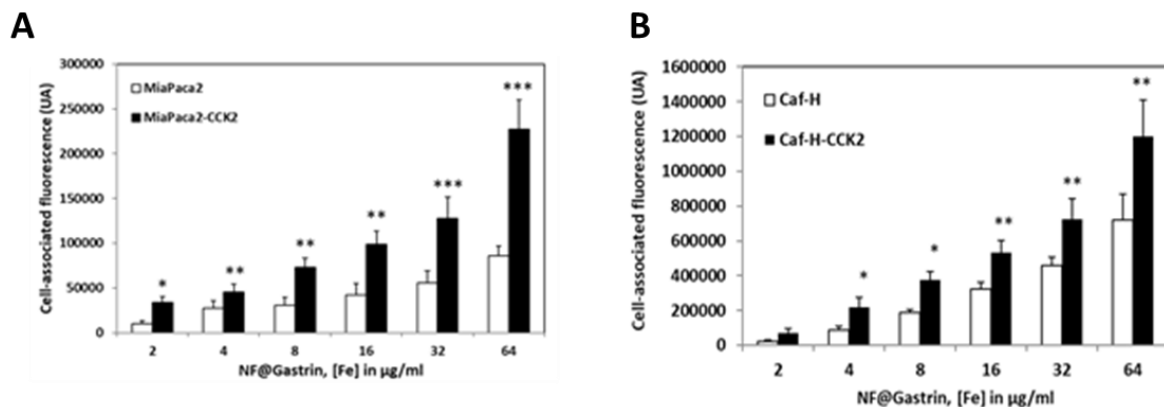 A
300000
250000
200000
150000
100000
50000
0
Cell-associated fluorescence (UA)
MiaPaca2
MiaPaca2-CCK2
*
**
**
**
***
***
2 4 8 16 32 64
NF@Gastrin, [Fe] in µg/ml
B
1600000
1400000
1200000
1000000
800000
600000
400000
200000
0
Cell-associated fluorescence (UA)
Caf-H
Caf-H-CCK2
*
*
**
**
**
2 4 8 16 32 64
NF@Gastrin, [Fe] in µg/ml